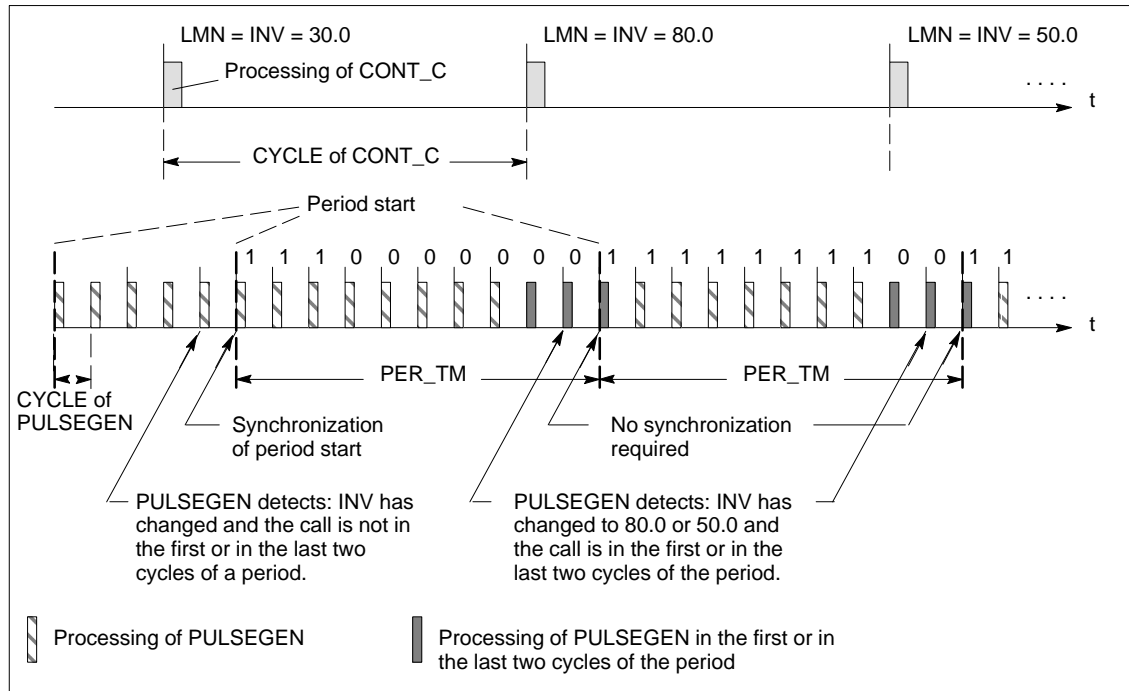 LMN = INV = 30.0
LMN = INV = 80.0
LMN = INV = 50.0
Processing of CONT_C
. . . .
t
CYCLE of CONT_C
Period start
1 1 1 0 0 0 0 0 0 0 1 1 1 1 1 1 1 1 0 0 1 1
. . . .
t
PER_TM
PER_TM
CYCLE of
PULSEGEN
Synchronization
of period start
No synchronization
required
PULSEGEN detects: INV has
changed and the call is not in
the first or in the last two
cycles of a period.
PULSEGEN detects: INV has
changed to 80.0 or 50.0 and
the call is in the first or in the
last two cycles of the period.
Processing of PULSEGEN
Processing of PULSEGEN in the first or in
the last two cycles of the period